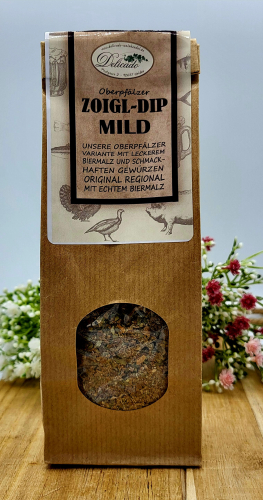 Delicado
Oberpfälzer
ZOIGL-DIP
MILD
UNSERE OBERPFÄLZER
VARIANTE MIT LECKEREM
BIERMALZ UND SCHMACK-
HAFTEN GEWÜRZEN
ORIGINAL REGIONAL
MIT ECHTEM BIERMALZ